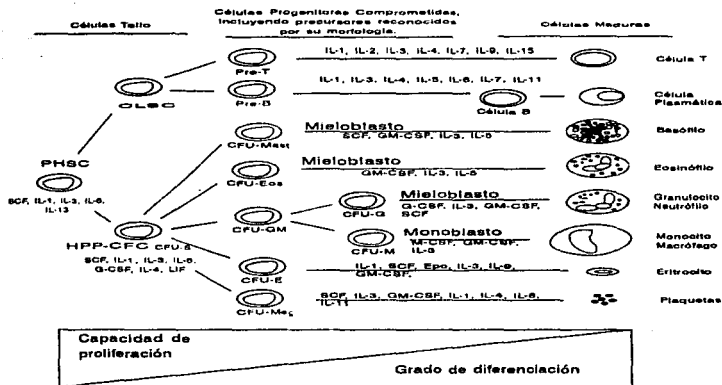 Células Tallo
Células Progenitoras Comprometidas,
Incluyendo precursores reconocidos
por su morfología.
Células Maduras
IL-1, IL-2, IL-3, IL-4, IL-7, IL-9, IL-15
Pre-T
Célula T
CLSC
IL-1, IL-3, IL-4, IL-5, IL-6, IL-7, IL-11
Pre-B
Célula B
Célula
Plasmática
Mieloblasto
SCF, GM-CSF, IL-3, IL-5
CFU-Mast
Basófilo
PHSC
SCF, IL-1, IL-3, IL-6,
IL-13
Mieloblasto
GM-CSF, IL-3, IL-5
CFU-Eos
Eosinófilo
CFU-GM
Mieloblasto
G-CSF, IL-3, GM-CSF,
SCF
CFU-G
Granulocito
Neutrófilo
Monoblasto
M-CSF, GM-CSF,
IL-3
CFU-M
Monocito
Macrófago
HPP-CFC CFU-S
SCF, IL-1, IL-3, IL-6,
G-CSF, IL-4, LIF
IL-1, SCF, Epo, IL-3, IL-9,
GM-CSF,
CFU-E
Eritrocito
SCF, IL-3, GM-CSF, IL-1, IL-4, IL-6,
IL-11
CFU-Meg
Plaquetas
Capacidad de
proliferación
Grado de diferenciación